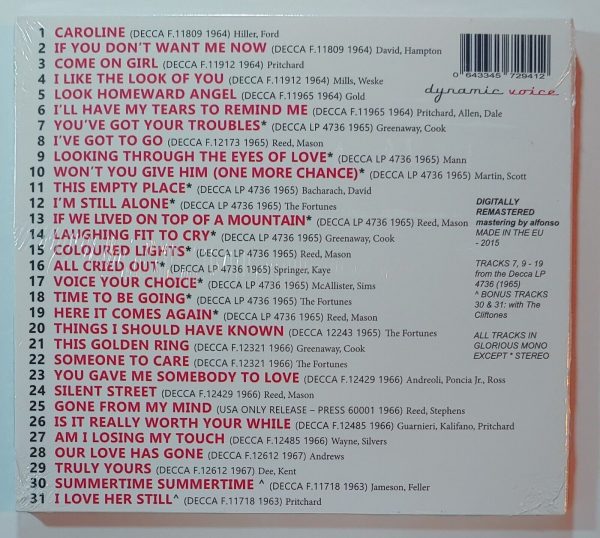 1 CAROLINE (DECCA F.11809 1964) Hiller, Ford
2 IF YOU DON'T WANT ME NOW (DECCA F.11809 1964) David, Hampton
3 COME ON GIRL (DECCA F.11912 1964) Pritchard
4 I LIKE THE LOOK OF YOU (DECCA F.11912 1964) Mills, Weske
5 LOOK HOMEWARD ANGEL (DECCA F.11965 1964) Gold
6 I'LL HAVE MY TEARS TO REMIND ME (DECCA F.11965 1964) Pritchard, Allen, Dale
7 YOU'VE GOT YOUR TROUBLES* (DECCA LP 4736 1965) Greenaway, Cook
8 I'VE GOT TO GO (DECCA F.12173 1965) Reed, Mason
9 LOOKING THROUGH THE EYES OF LOVE* (DECCA LP 4736 1965) Mann
10 WON'T YOU GIVE HIM (ONE MORE CHANCE)* (DECCA LP 4736 1965) Martin, Scott
11 THIS EMPTY PLACE* (DECCA LP 4736 1965) Bacharach, David
12 I'M STILL ALONE* (DECCA LP 4736 1965) The Fortunes
13 IF WE LIVED ON TOP OF A MOUNTAIN* (DECCA LP 4736 1965) Reed, Mason
14 LAUGHING FIT TO CRY* (DECCA LP 4736 1965) Greenaway, Cook
15 COLOURED LIGHTS* (DECCA LP 4736 1965) Reed, Mason
16 ALL CRIED OUT* (DECCA LP 4736 1965) Springer, Kaye
17 VOICE YOUR CHOICE* (DECCA LP 4736 1965) McAllister, Sims
18 TIME TO BE GOING* (DECCA LP 4736 1965) The Fortunes
19 HERE IT COMES AGAIN* (DECCA LP 4736 1965) Reed, Mason
20 THINGS I SHOULD HAVE KNOWN (DECCA 12243 1965) The Fortunes
21 THIS GOLDEN RING (DECCA F.12321 1966) Greenaway, Cook
22 SOMEONE TO CARE (DECCA F.12321 1966) The Fortunes
23 YOU GAVE ME SOMEBODY TO LOVE (DECCA F.12429 1966) Andreoli, Poncia Jr., Ross
24 SILENT STREET (DECCA F.12429 1966) Reed, Mason
25 GONE FROM MY MIND (USA ONLY RELEASE – PRESS 60001 1966) Reed, Stephens
26 IS IT REALLY WORTH YOUR WHILE (DECCA F.12485 1966) Guarnieri, Kalifano, Pritchard
27 AM I LOSING MY TOUCH (DECCA F.12485 1966) Wayne, Silvers
28 OUR LOVE HAS GONE (DECCA F.12612 1967) Andrews
29 TRULY YOURS (DECCA F.12612 1967) Dee, Kent
30 SUMMERTIME SUMMERTIME ^ (DECCA F.11718 1963) Jameson, Feller
31 I LOVE HER STILL^ (DECCA F.11718 1963) Pritchard
0 643345 729412
dynamic voice
DIGITALLY
REMASTERED
mastering by alfonso
MADE IN THE EU
- 2015
TRACKS 7, 9 - 19
from the Decca LP
4736 (1965)
^ BONUS TRACKS
30 & 31: with The
Cliftones
ALL TRACKS IN
GLORIOUS MONO
EXCEPT * STEREO